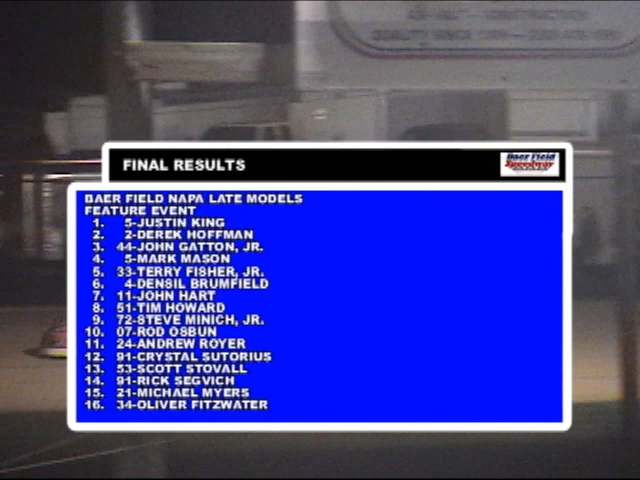 FINAL RESULTS
Baer Field
Speedway
BAER FIELD NAPA LATE MODELS
FEATURE EVENT
1. 5-JUSTIN KING
2. 2-DEREK HOFFMAN
3. 44-JOHN GATTON, JR.
4. 5-MARK MASON
5. 33-TERRY FISHER, JR.
6. 4-DENSIL BRUMFIELD
7. 11-JOHN HART
8. 51-TIM HOWARD
9. 72-STEVE MINICH, JR.
10. 07-ROD OSBUN
11. 24-ANDREW ROYER
12. 91-CRYSTAL SUTORIUS
13. 53-SCOTT STOVALL
14. 91-RICK SEGVICH
15. 21-MICHAEL MYERS
16. 34-OLIVER FITZWATER